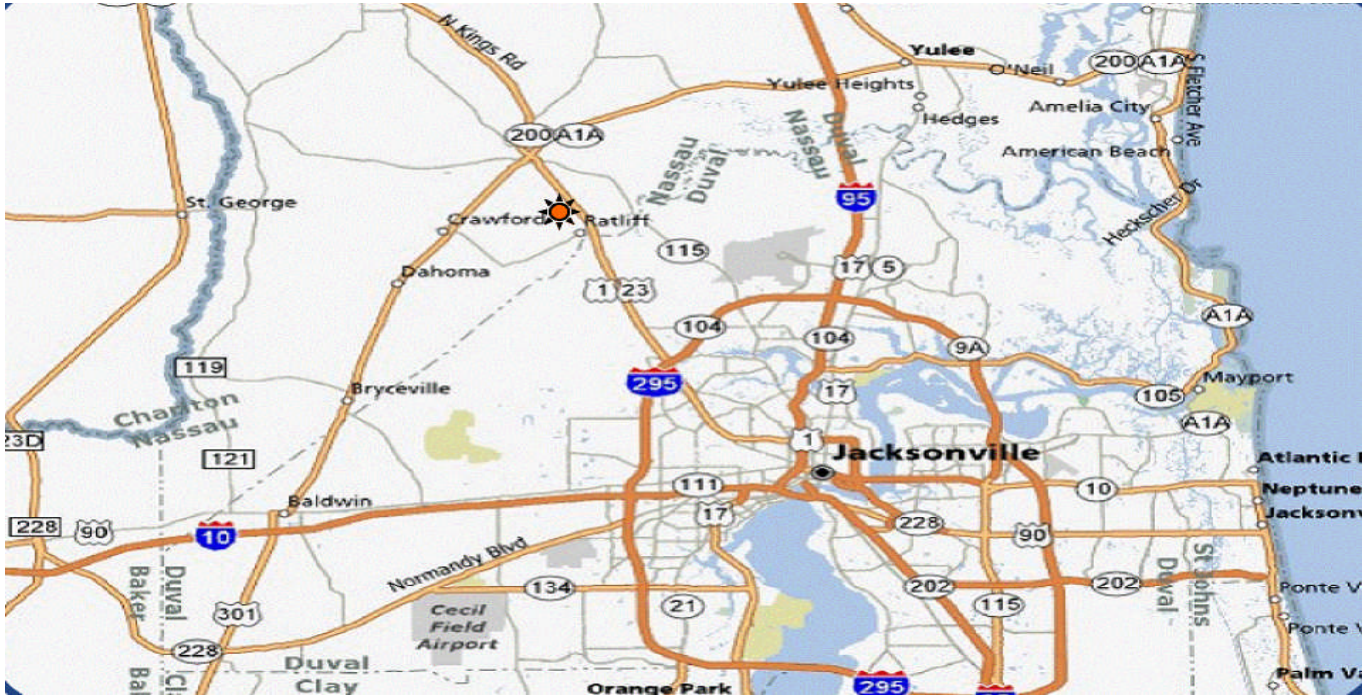 N Kings Rd
Yulee
O'Neil
200 A1A
S Fletcher Ave
Yulee Heights
Amelia City
Hedges
200 A1A
Nassau
Duval
Nassau
Duval
American Beach
95
St. George
Heckscher Dr
Crawford
Ratliff
115
17
5
Dahoma
1 23
104
A1A
104
9A
119
295
Mayport
Bryceville
17
105
Charlton
Nassau
A1A
23D
1
Jacksonville
121
Atlantic
111
10
Neptune
Baldwin
17
228
90
10
228
90
Normandy Blvd
Baker
Duval
St Johns
Duval
134
202
202
Ponte V
301
Cecil
Field
Airport
21
115
Ponte V
228
Duval
Clay
Orange Park
295
Palm